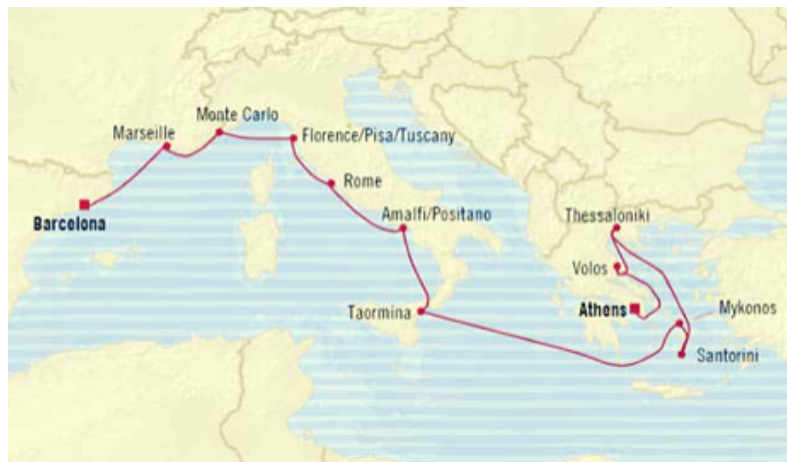 Monte Carlo
Marseille
Florence/Pisa/Tuscany
Rome
Barcelona
Amalfi/Positano
Thessaloniki
Volos
Taormina
Athens
Mykonos
Santorini